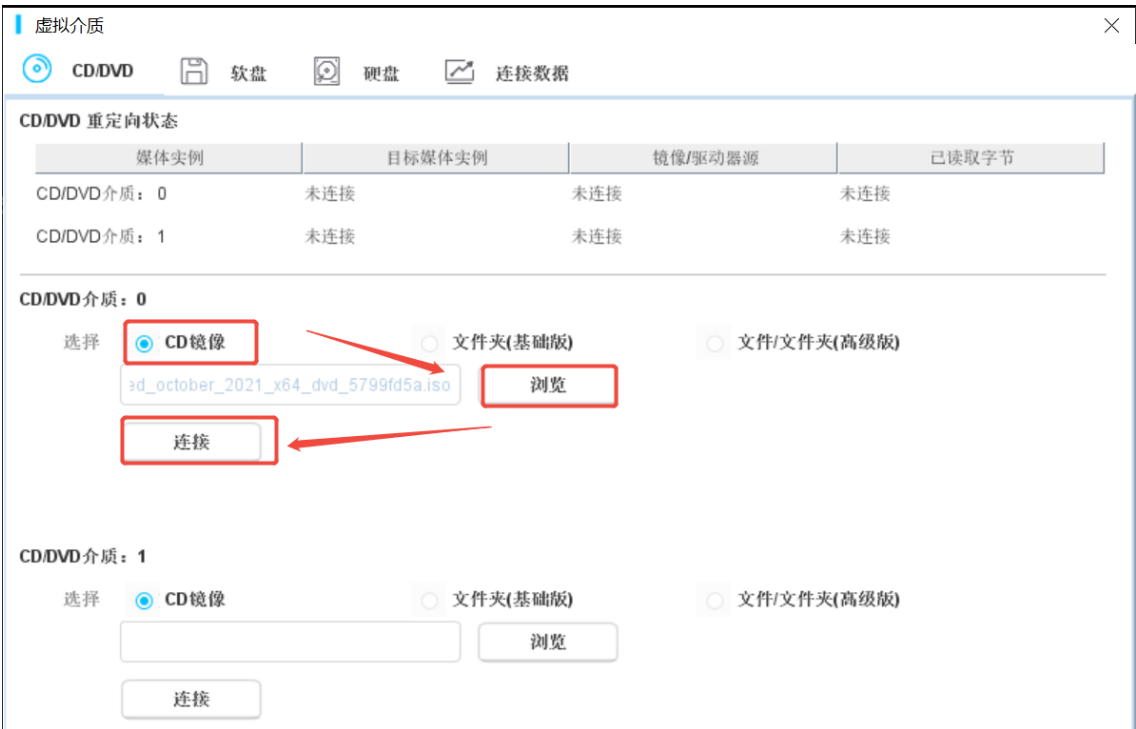 虚拟介质
CD/DVD 软盘 硬盘 连接数据
CD/DVD 重定向状态
媒体实例 目标媒体实例 镜像/驱动器源 已读取字节
CD/DVD介质：0 未连接 未连接 未连接
CD/DVD介质：1 未连接 未连接 未连接
CD/DVD介质：0
选择 CD镜像 文件夹(基础版) 文件/文件夹(高级版)
ed_october_2021_x64_dvd_5799fd5a.iso 浏览
连接
CD/DVD介质：1
选择 CD镜像 文件夹(基础版) 文件/文件夹(高级版)
浏览
连接